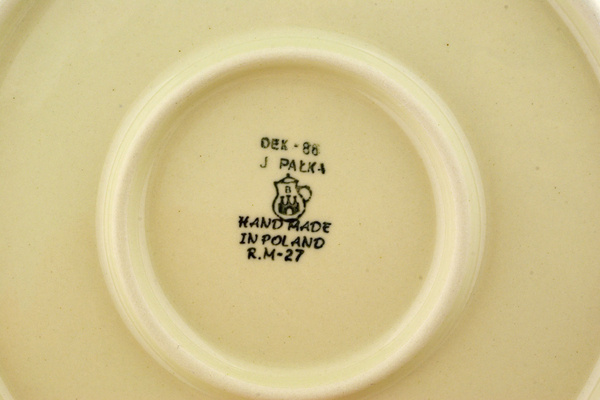 DEK - 86
J PAŁKA
B
HAND MADE
IN POLAND
R.M-27